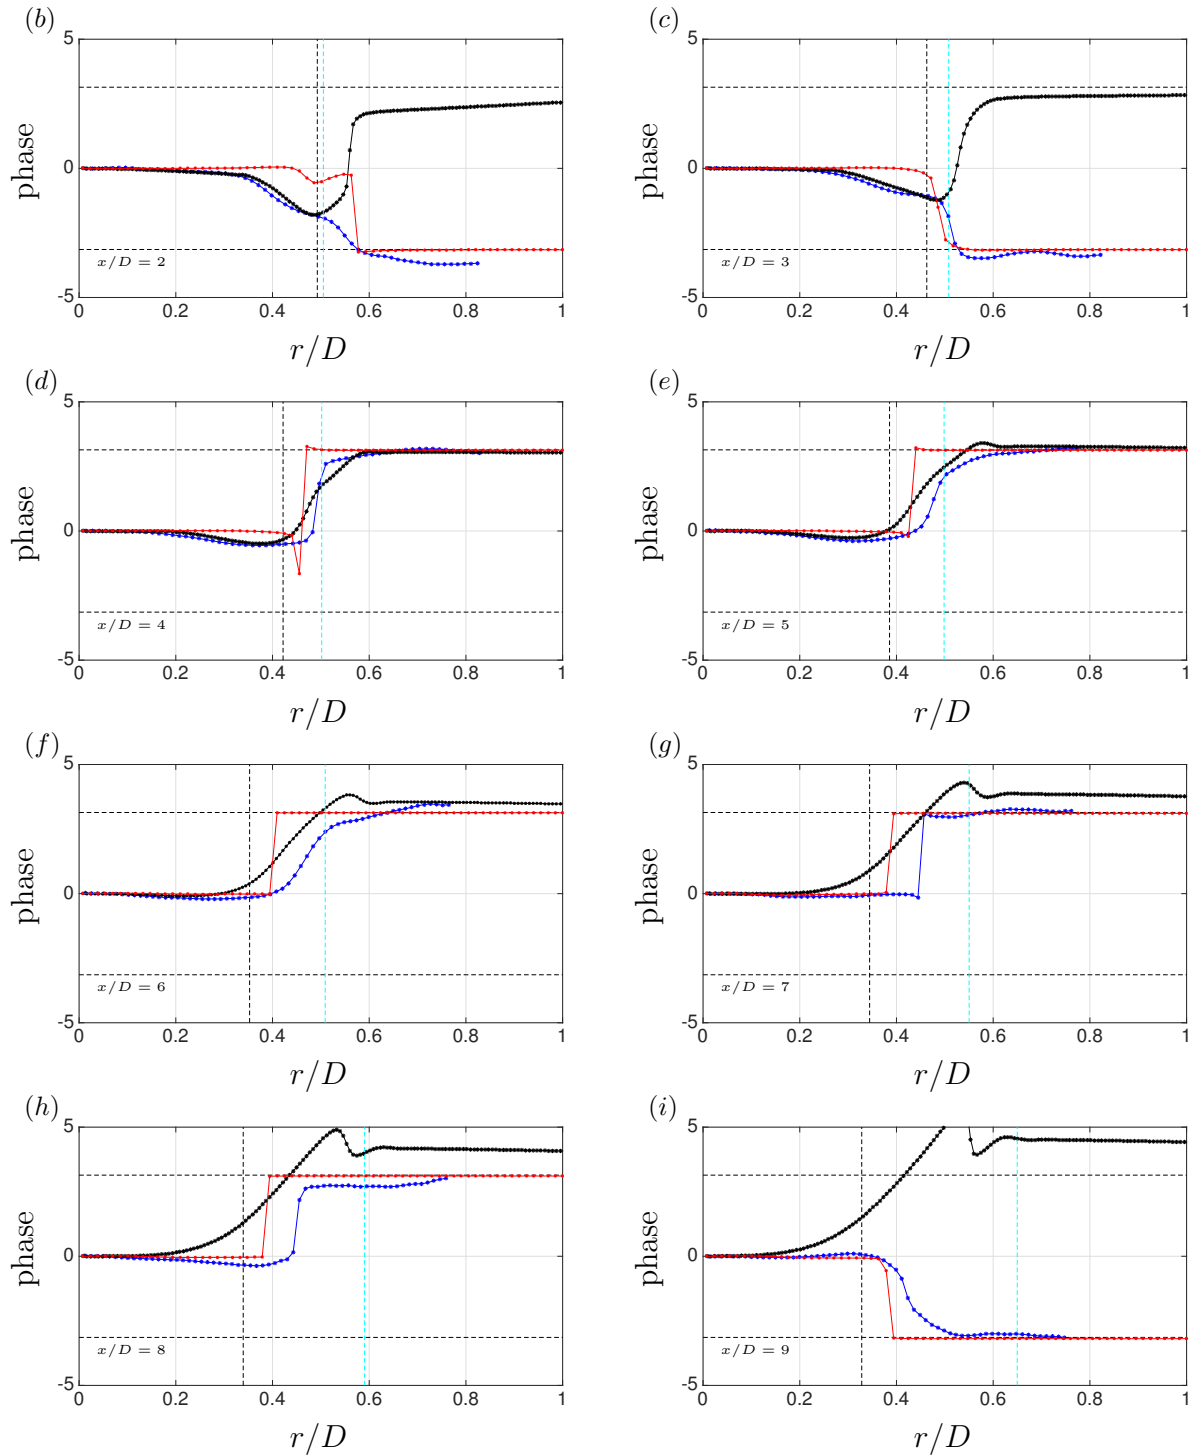 (b)
5
0
-5
phase
x/D = 2
0 0.2 0.4 0.6 0.8 1
r/D
(c)
5
0
-5
phase
x/D = 3
0 0.2 0.4 0.6 0.8 1
r/D
(d)
5
0
-5
phase
x/D = 4
0 0.2 0.4 0.6 0.8 1
r/D
(e)
5
0
-5
phase
x/D = 5
0 0.2 0.4 0.6 0.8 1
r/D
(f)
5
0
-5
phase
x/D = 6
0 0.2 0.4 0.6 0.8 1
r/D
(g)
5
0
-5
phase
x/D = 7
0 0.2 0.4 0.6 0.8 1
r/D
(h)
5
0
-5
phase
x/D = 8
0 0.2 0.4 0.6 0.8 1
r/D
(i)
5
0
-5
phase
x/D = 9
0 0.2 0.4 0.6 0.8 1
r/D